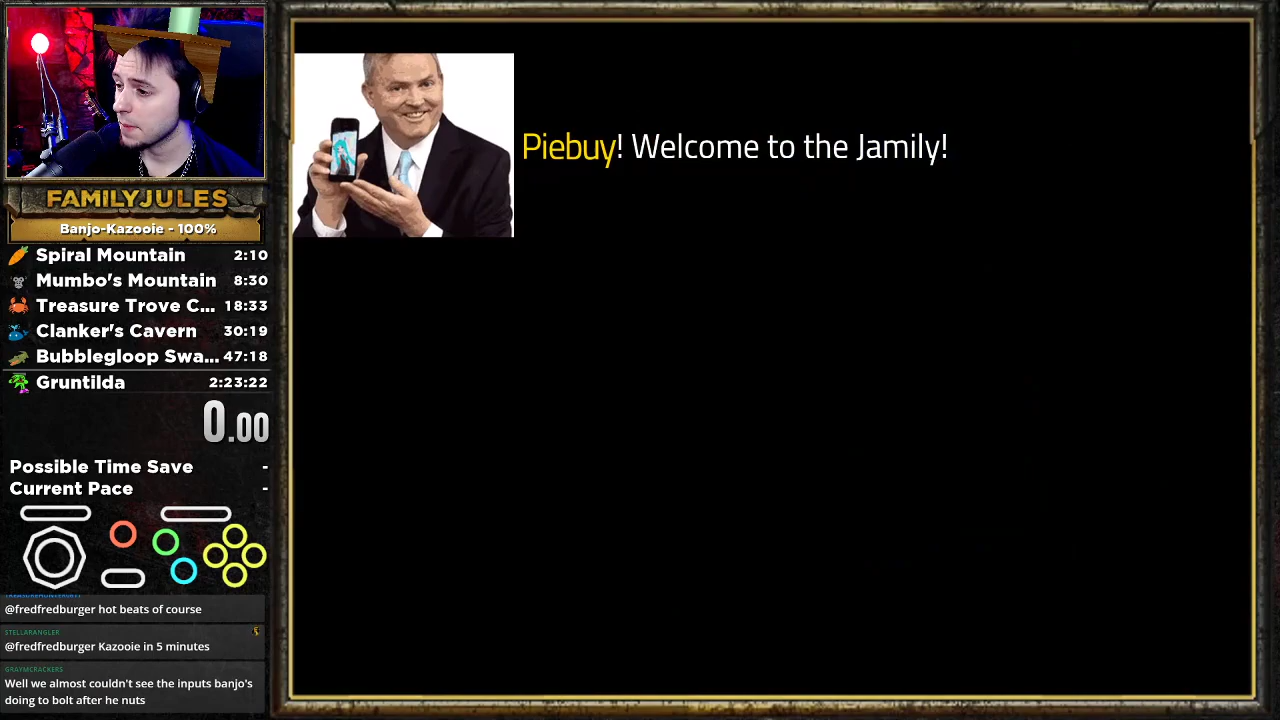 Piebuy! Welcome to the Jamily!
FAMILYJULES
Banjo-Kazooie - 100%
Spiral Mountain 2:10
Mumbo's Mountain 8:30
Treasure Trove C... 18:33
Clanker's Cavern 30:19
Bubblegloop Swa... 47:18
Gruntilda 2:23:22
0.00
Possible Time Save -
Current Pace -
@fredfredburger hot beats of course
STELLARANGLER
@fredfredburger Kazooie in 5 minutes
GRAYMCRACKERS
Well we almost couldn't see the inputs banjo's
doing to bolt after he nuts